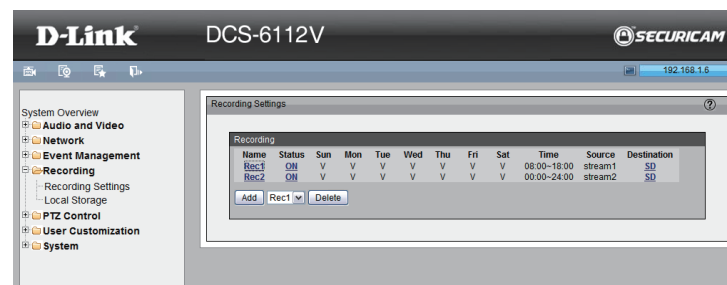 D-Link DCS-6112V SECURICAM
192.168.1.6
System Overview
Audio and Video
Network
Event Management
Recording
Recording Settings
Local Storage
PTZ Control
User Customization
System
Recording Settings
Recording
Name Status Sun Mon Tue Wed Thu Fri Sat Time Source Destination
Rec1 ON V V V V V V V 08:00~18:00 stream1 SD
Rec2 ON V V V V V V V 00:00~24:00 stream2 SD
Add Rec1 Delete